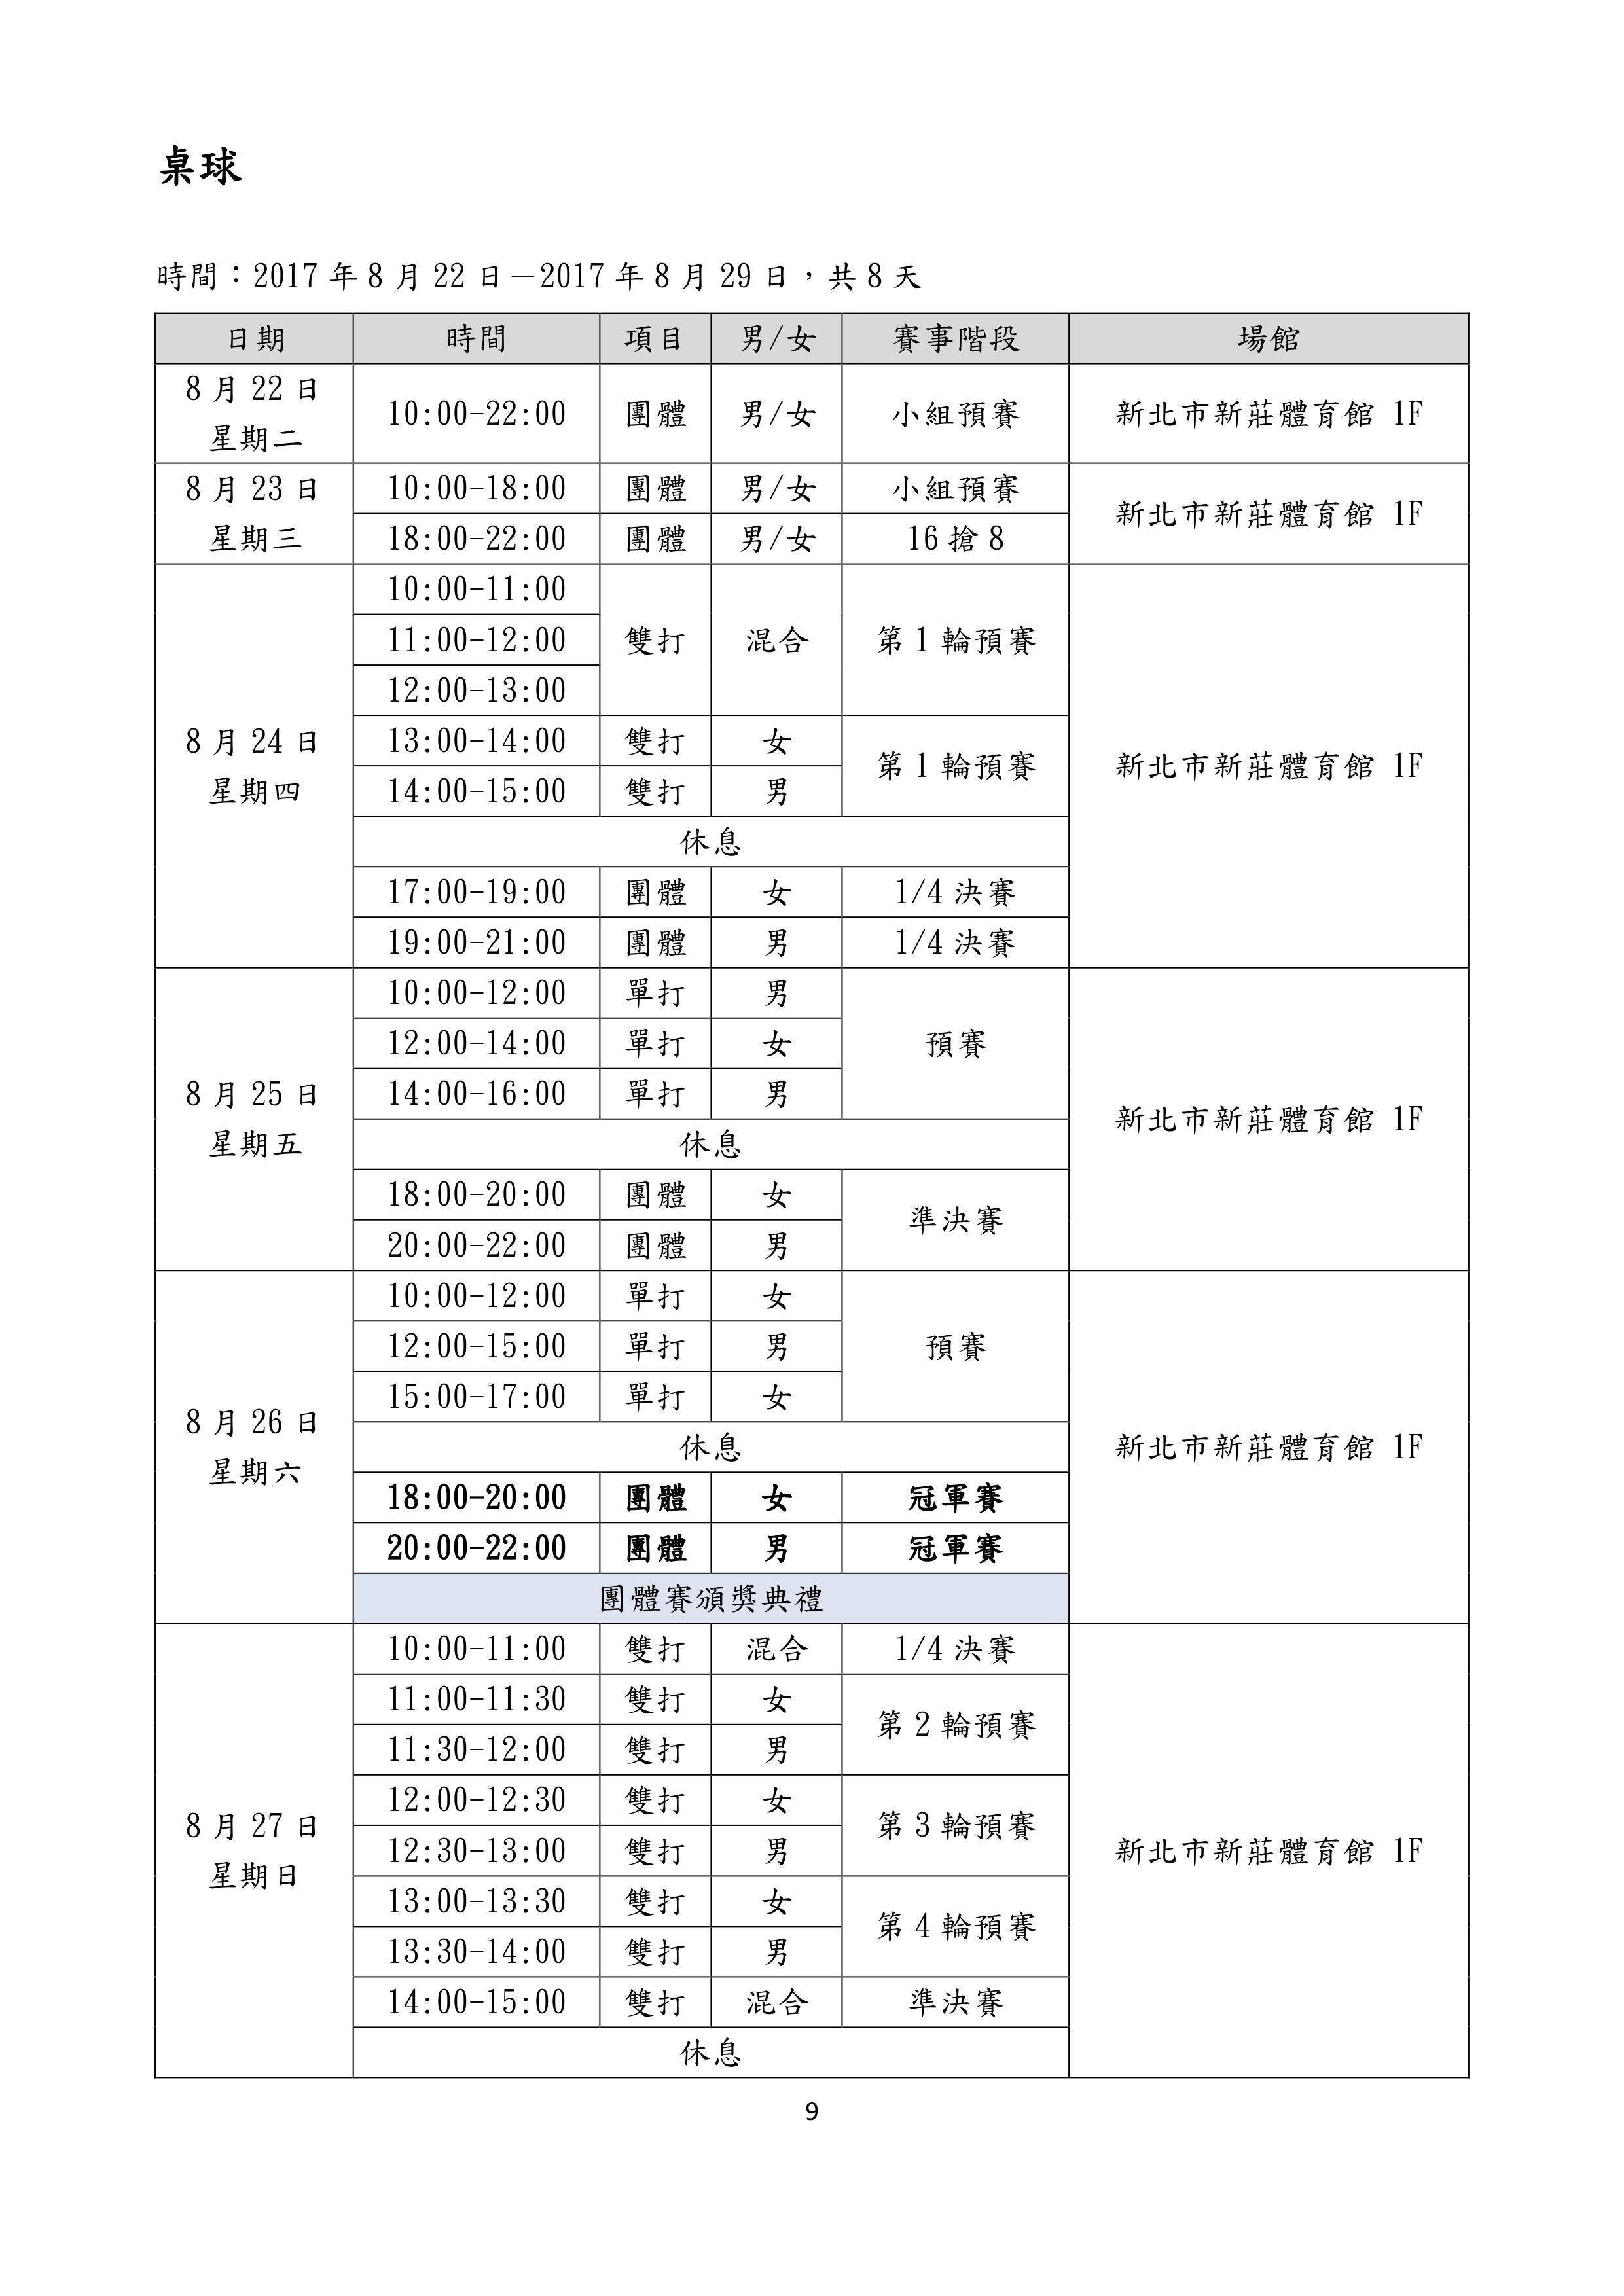 桌球
時間：2017 年 8 月 22 日－2017 年 8 月 29 日，共 8 天
日期 時間 項目 男/女 賽事階段 場館
8 月 22 日
星期二
10:00-22:00 團體 男/女 小組預賽 新北市新莊體育館 1F
8 月 23 日
星期三
10:00-18:00 團體 男/女 小組預賽
18:00-22:00 團體 男/女 16 搶 8
新北市新莊體育館 1F
8 月 24 日
星期四
10:00-11:00
11:00-12:00 雙打 混合 第 1 輪預賽
12:00-13:00
13:00-14:00 雙打 女
第 1 輪預賽
14:00-15:00 雙打 男
休息
17:00-19:00 團體 女 1/4 決賽
19:00-21:00 團體 男 1/4 決賽
新北市新莊體育館 1F
8 月 25 日
星期五
10:00-12:00 單打 男
12:00-14:00 單打 女 預賽
14:00-16:00 單打 男
休息
18:00-20:00 團體 女
準決賽
20:00-22:00 團體 男
新北市新莊體育館 1F
8 月 26 日
星期六
10:00-12:00 單打 女
12:00-15:00 單打 男 預賽
15:00-17:00 單打 女
休息
18:00-20:00 團體 女 冠軍賽
20:00-22:00 團體 男 冠軍賽
團體賽頒獎典禮
新北市新莊體育館 1F
8 月 27 日
星期日
10:00-11:00 雙打 混合 1/4 決賽
11:00-11:30 雙打 女
第 2 輪預賽
11:30-12:00 雙打 男
12:00-12:30 雙打 女
第 3 輪預賽
12:30-13:00 雙打 男
13:00-13:30 雙打 女
第 4 輪預賽
13:30-14:00 雙打 男
14:00-15:00 雙打 混合 準決賽
休息
新北市新莊體育館 1F
9